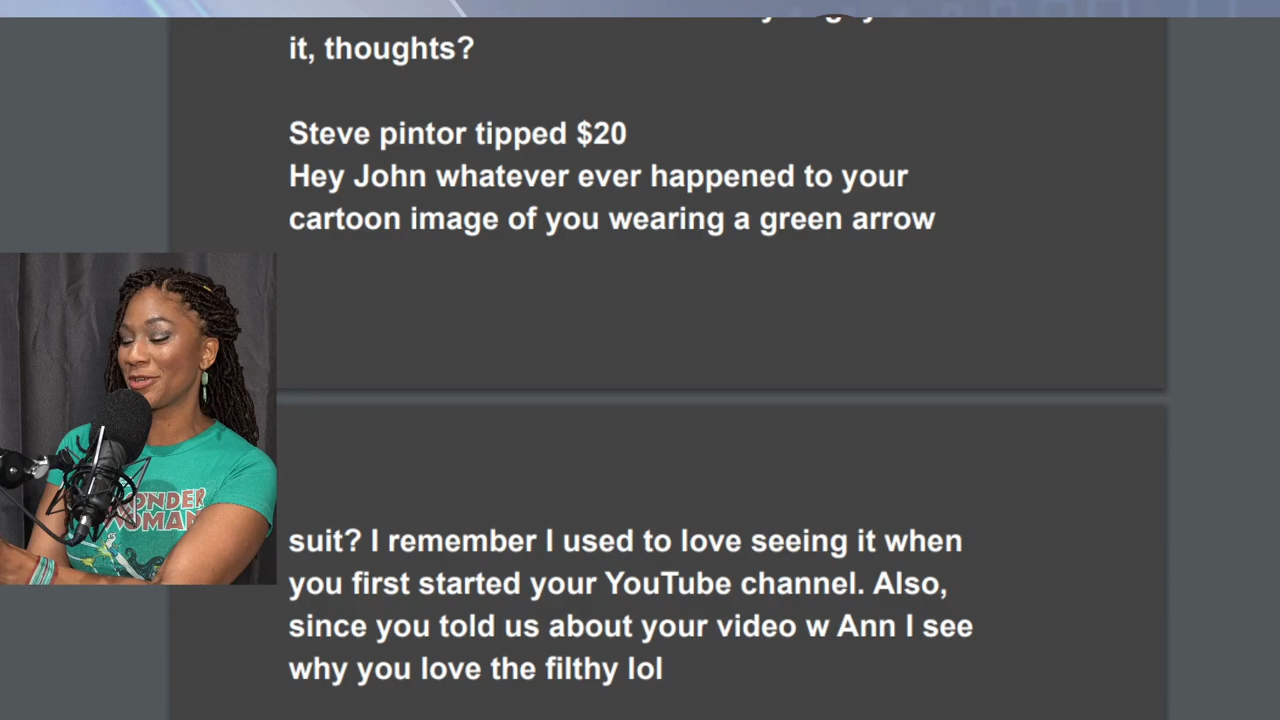 it, thoughts?
Steve pintor tipped $20
Hey John whatever ever happened to your
cartoon image of you wearing a green arrow
WONDER
WOMAN
suit? I remember I used to love seeing it when
you first started your YouTube channel. Also,
since you told us about your video w Ann I see
why you love the filthy lol